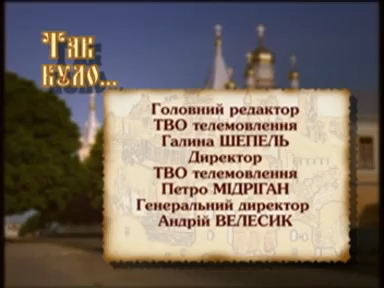 Так
було...
Головний редактор
ТВО телемовлення
Галина ШЕПЕЛЬ
Директор
ТВО телемовлення
Петро МІДРІГАН
Генеральний директор
Андрій ВЕЛЕСИК